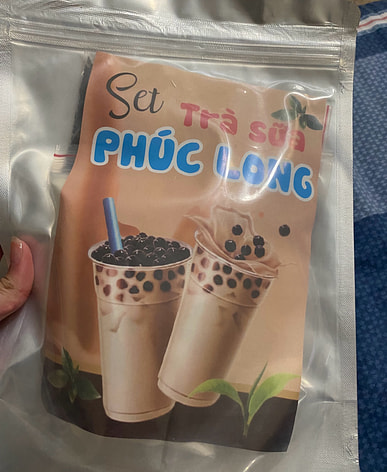 Set
Trà sữa
PHÚC LONG